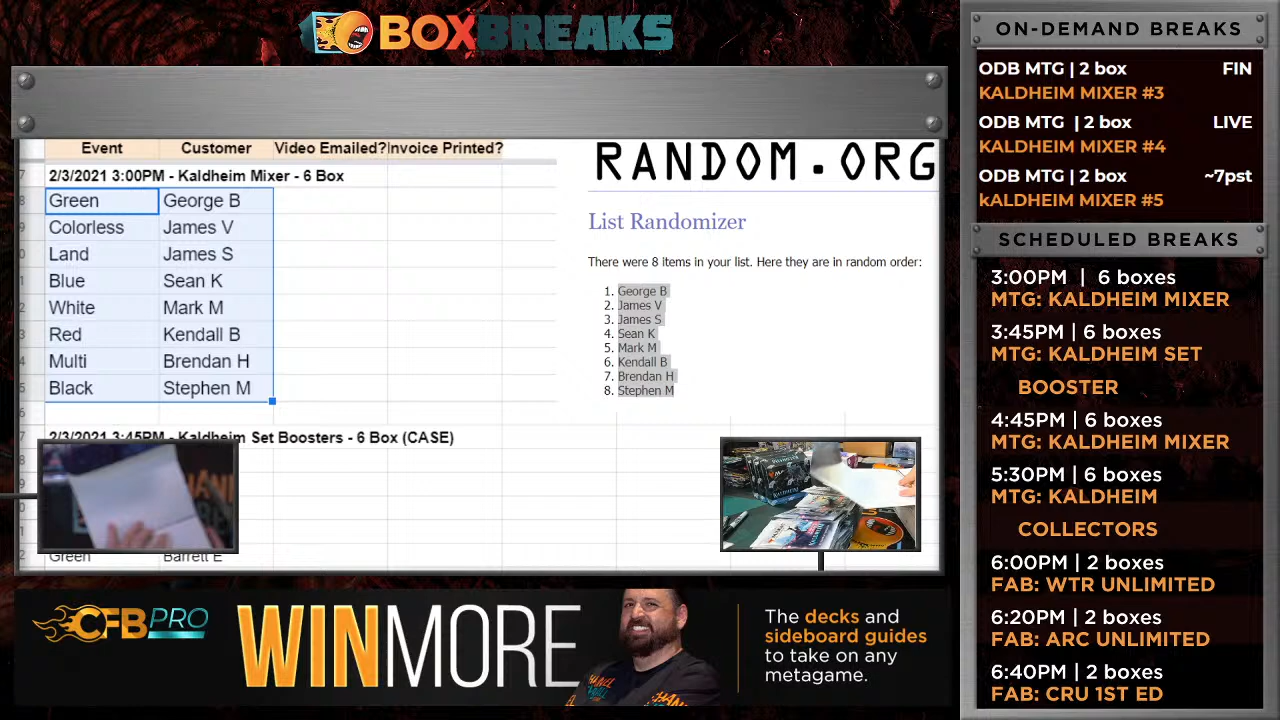 BOXBREAKS
Event Customer Video Emailed? Invoice Printed?
2/3/2021 3:00PM - Kaldheim Mixer - 6 Box
Green George B
Colorless James V
Land James S
Blue Sean K
White Mark M
Red Kendall B
Multi Brendan H
Black Stephen M
2/3/2021 3:45PM - Kaldheim Set Boosters - 6 Box (CASE)
Green Barrett E
RANDOM.ORG
List Randomizer
There were 8 items in your list. Here they are in random order:
1. George B
2. James V
3. James S
4. Sean K
5. Mark M
6. Kendall B
7. Brendan H
8. Stephen M
KALDHEIM
CFB PRO
WINMORE
The decks and
sideboard guides
to take on any
metagame.
ON-DEMAND BREAKS
ODB MTG | 2 box FIN
KALDHEIM MIXER #3
ODB MTG | 2 box LIVE
KALDHEIM MIXER #4
ODB MTG | 2 box ~7pst
kALDHEIM MIXER #5
SCHEDULED BREAKS
3:00PM | 6 boxes
MTG: KALDHEIM MIXER
3:45PM | 6 boxes
MTG: KALDHEIM SET
BOOSTER
4:45PM | 6 boxes
MTG: KALDHEIM MIXER
5:30PM | 6 boxes
MTG: KALDHEIM
COLLECTORS
6:00PM | 2 boxes
FAB: WTR UNLIMITED
6:20PM | 2 boxes
FAB: ARC UNLIMITED
6:40PM | 2 boxes
FAB: CRU 1ST ED